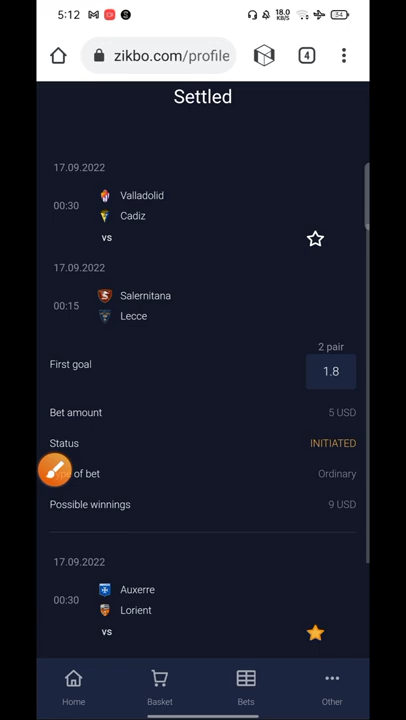 5:12
18.0
KB/S
54
zikbo.com/profile
4
Settled
17.09.2022
00:30
Valladolid
Cadiz
vs
17.09.2022
00:15
Salernitana
Lecce
2 pair
First goal
1.8
Bet amount
5 USD
Status
INITIATED
of bet
Ordinary
Possible winnings
9 USD
17.09.2022
00:30
Auxerre
Lorient
vs
Home
Basket
Bets
Other